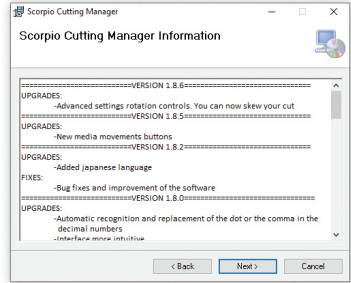 Scorpio Cutting Manager
Scorpio Cutting Manager Information
===========================VERSION 1.8.6===============================
UPGRADES:
-Advanced settings rotation controls. You can now skew your cut
===========================VERSION 1.8.5===============================
UPGRADES:
-New media movements buttons
===========================VERSION 1.8.2===============================
UPGRADES:
-Added japanese language
FIXES:
-Bug fixes and improvement of the software
===========================VERSION 1.8.0================================
UPGRADES:
-Automatic recognition and replacement of the dot or the comma in the
decimal numbers
-Interface more intuitive
< Back
Next >
Cancel